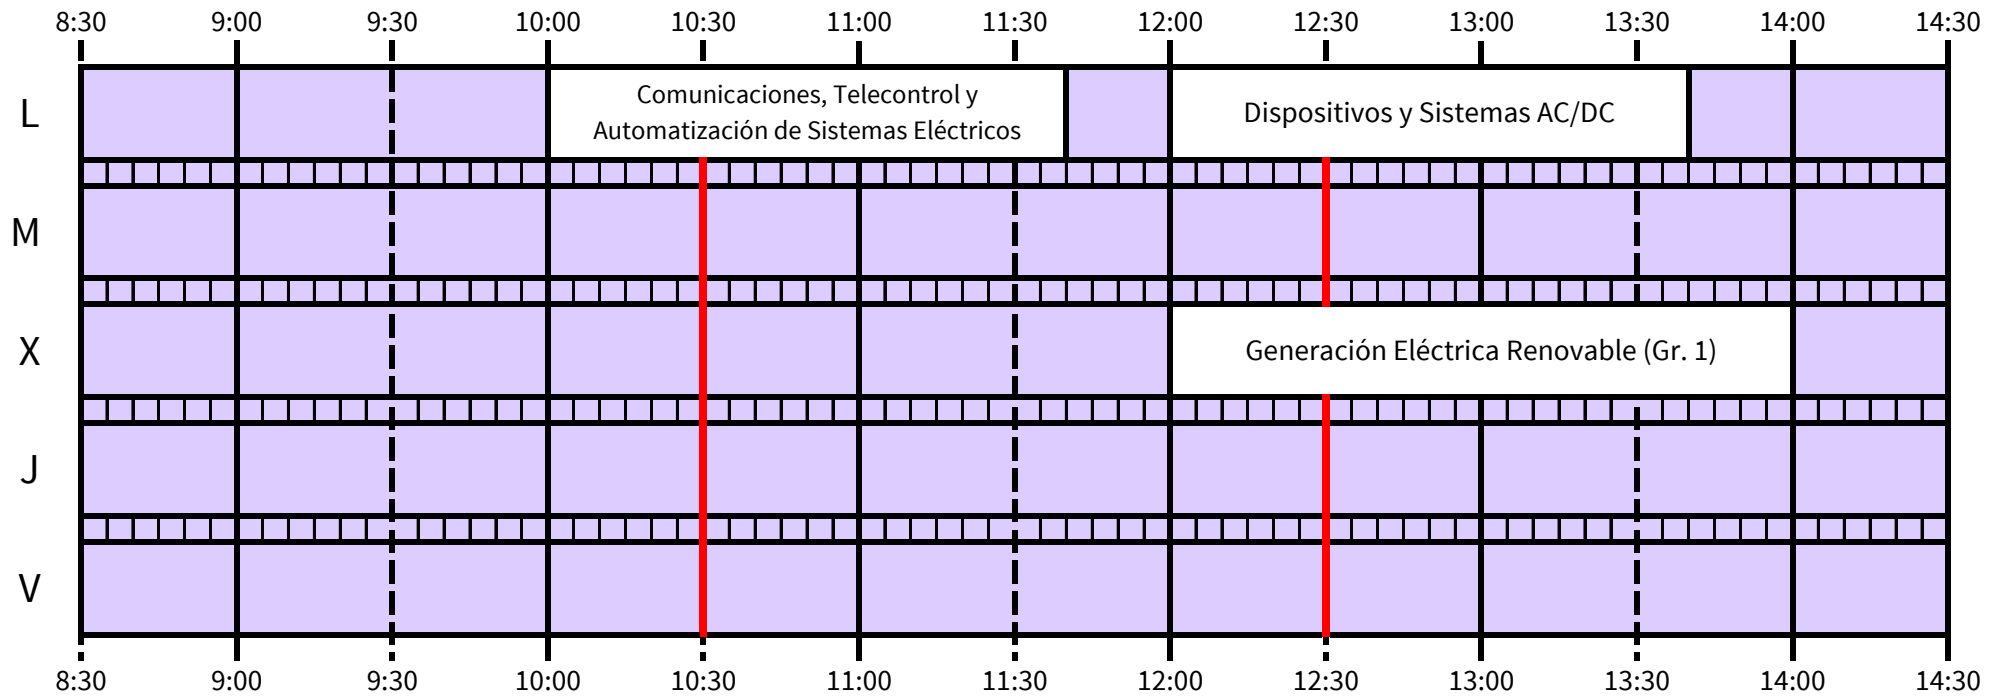 8:30 9:00 9:30 10:00 10:30 11:00 11:30 12:00 12:30 13:00 13:30 14:00 14:30
L
Comunicaciones, Telecontrol y
Automatización de Sistemas Eléctricos
Dispositivos y Sistemas AC/DC
M
X
Generación Eléctrica Renovable (Gr. 1)
J
V
8:30 9:00 9:30 10:00 10:30 11:00 11:30 12:00 12:30 13:00 13:30 14:00 14:30